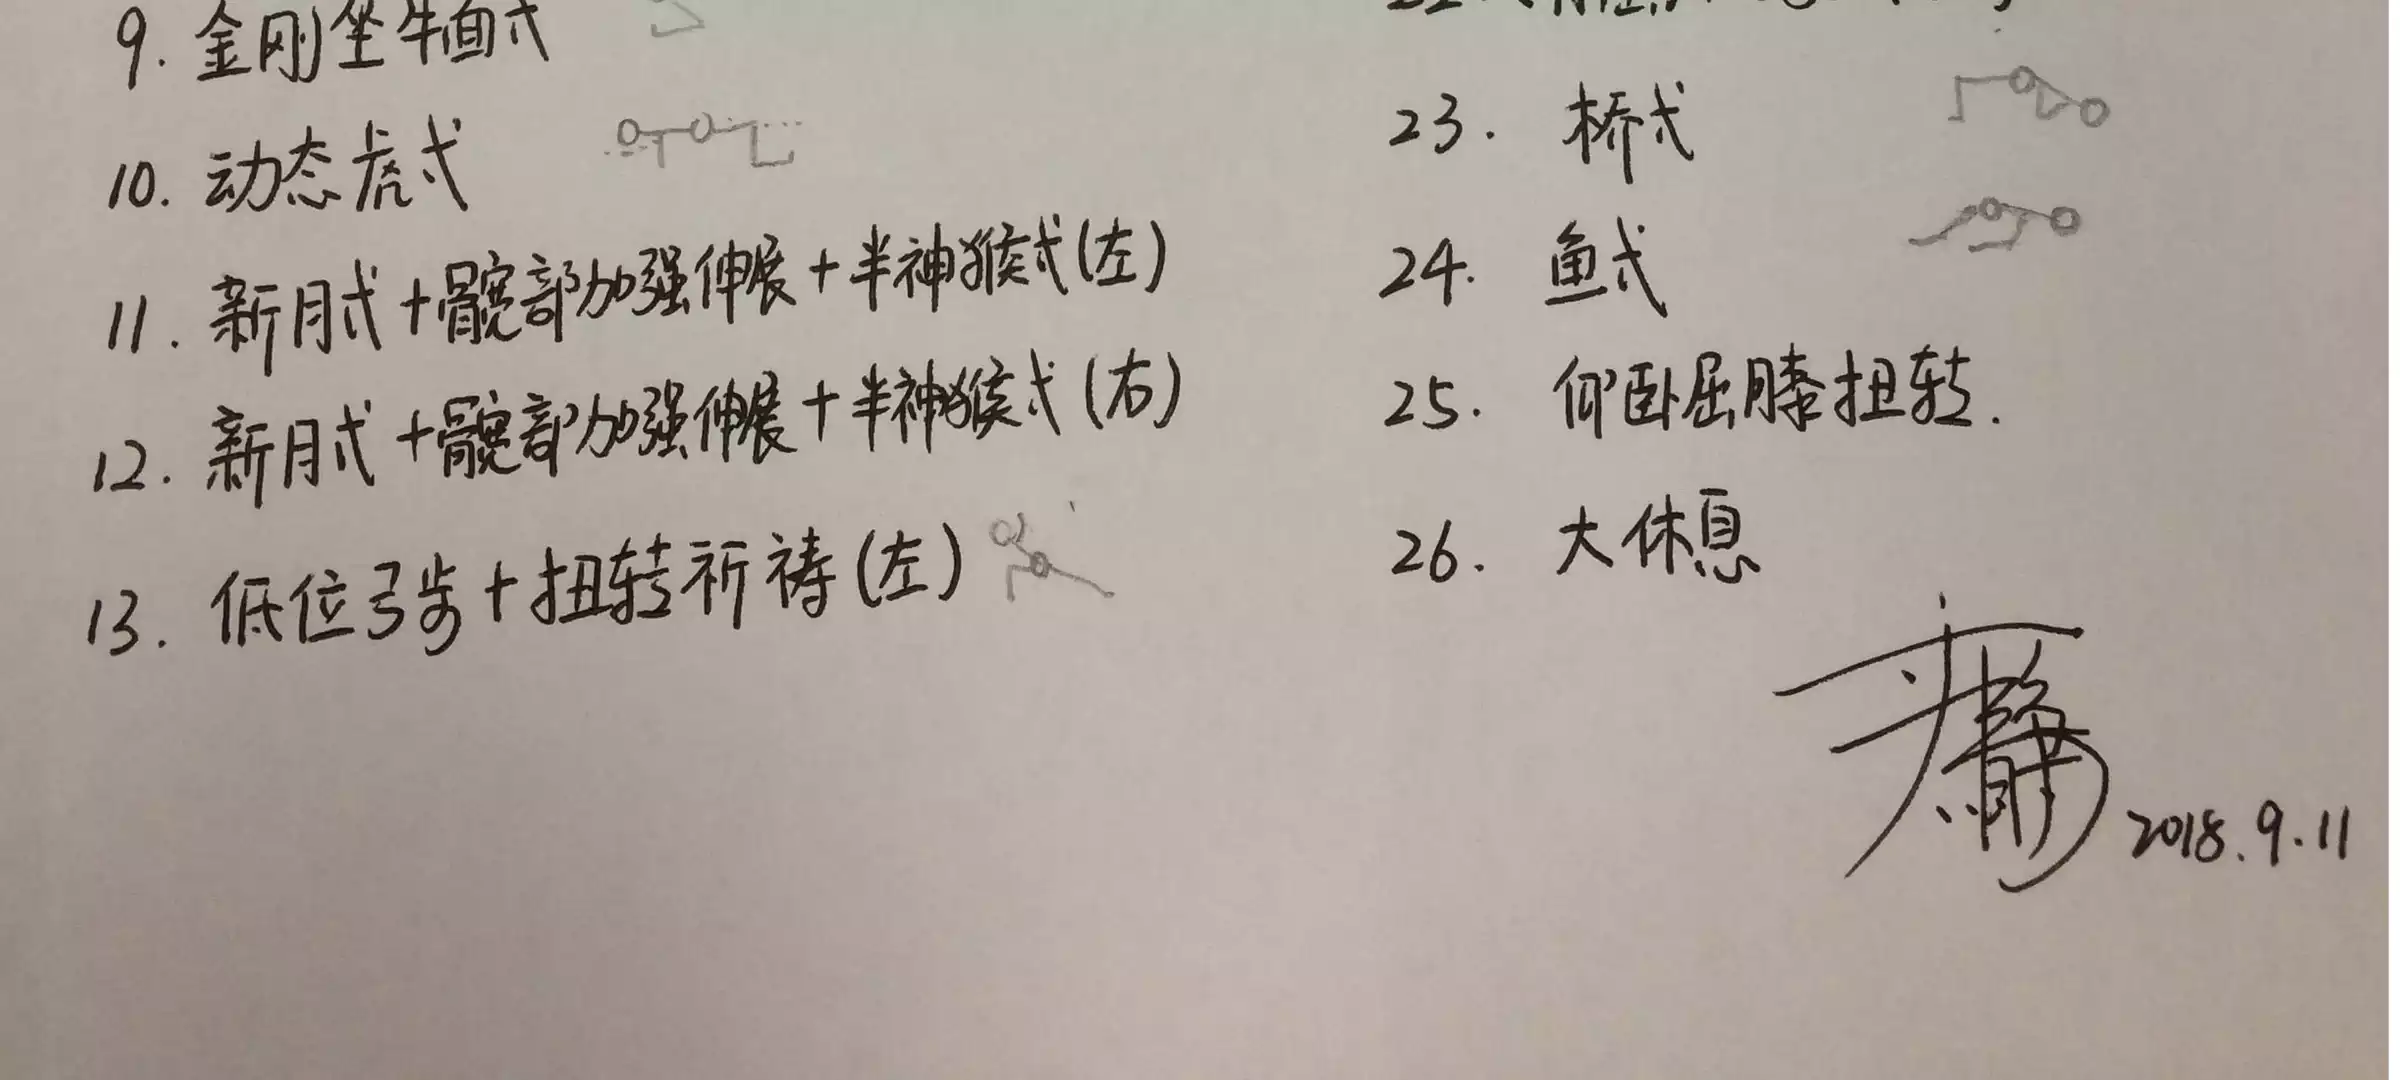 9. 金刚坐牛面式
10. 动态虎式
11. 新月式+髋部加强伸展+半神猴式(左)
12. 新月式+髋部加强伸展+半神猴式(右)
13. 低位弓步+扭转祈祷(左)
23. 桥式
24. 鱼式
25. 仰卧屈膝扭转.
26. 大休息
2018.9.11